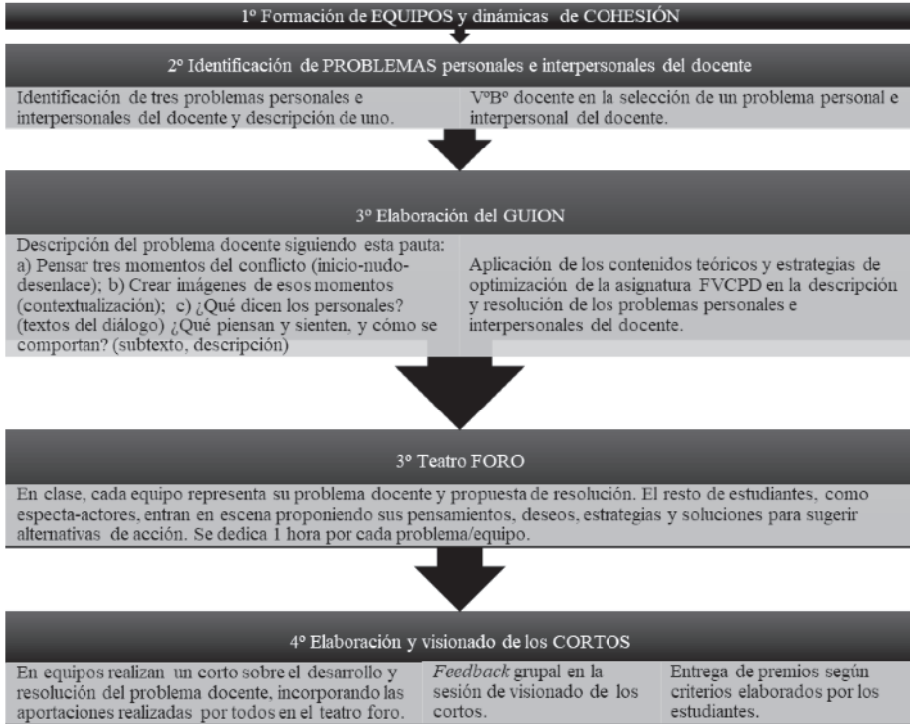 1º Formación de EQUIPOS y dinámicas de COHESIÓN
2º Identificación de PROBLEMAS personales e interpersonales del docente
Identificación de tres problemas personales e
interpersonales del docente y descripción de uno.
VºBº docente en la selección de un problema personal e
interpersonal del docente.
3º Elaboración del GUION
Descripción del problema docente siguiendo esta pauta:
a) Pensar tres momentos del conflicto (inicio-nudo-
desenlace); b) Crear imágenes de esos momentos
(contextualización); c) ¿Qué dicen los personales?
(textos del diálogo) ¿Qué piensan y sienten, y cómo se
comportan? (subtexto, descripción)
Aplicación de los contenidos teóricos y estrategias de
optimización de la asignatura FVCPD en la descripción
y resolución de los problemas personales e
interpersonales del docente.
3º Teatro FORO
En clase, cada equipo representa su problema docente y propuesta de resolución. El resto de estudiantes, como
especta-actores, entran en escena proponiendo sus pensamientos, deseos, estrategias y soluciones para sugerir
alternativas de acción. Se dedica 1 hora por cada problema/equipo.
4º Elaboración y visionado de los CORTOS
En equipos realizan un corto sobre el desarrollo y
resolución del problema docente, incorporando las
aportaciones realizadas por todos en el teatro foro.
Feedback grupal en la
sesión de visionado de los
cortos.
Entrega de premios según
criterios elaborados por los
estudiantes.